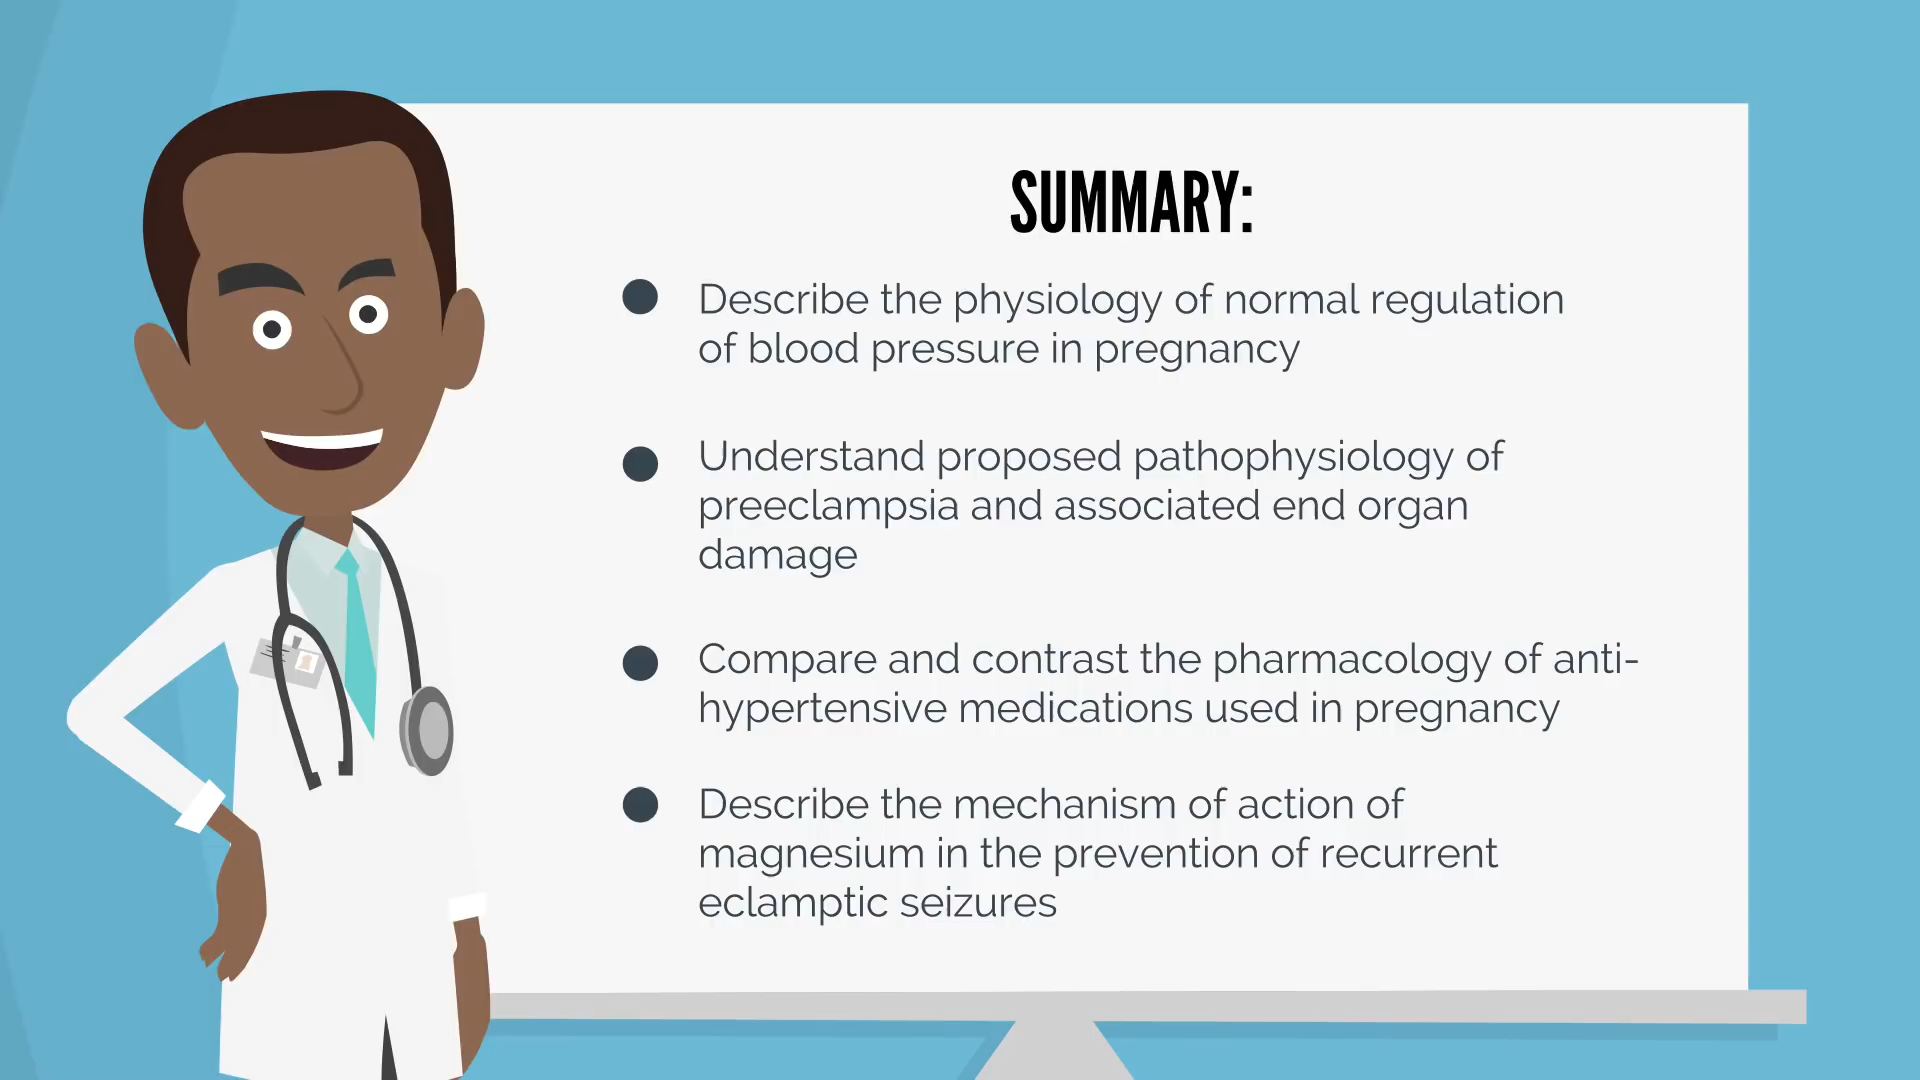 SUMMARY:
Describe the physiology of normal regulation
of blood pressure in pregnancy
Understand proposed pathophysiology of
preeclampsia and associated end organ
damage
Compare and contrast the pharmacology of anti-
hypertensive medications used in pregnancy
Describe the mechanism of action of
magnesium in the prevention of recurrent
eclamptic seizures